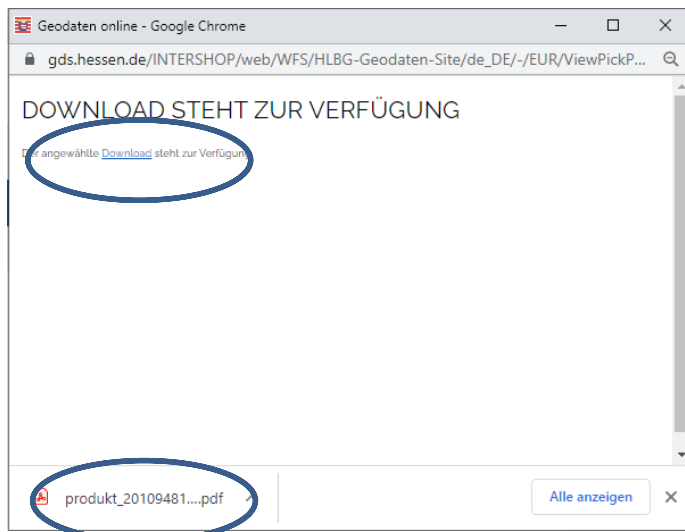 Geodaten online - Google Chrome
gds.hessen.de/INTERSHOP/web/WFS/HLBG-Geodaten-Site/de_DE/-/EUR/ViewPickP...
DOWNLOAD STEHT ZUR VERFÜGUNG
Der angewählte Download steht zur Verfügung
produkt_20109481....pdf
Alle anzeigen